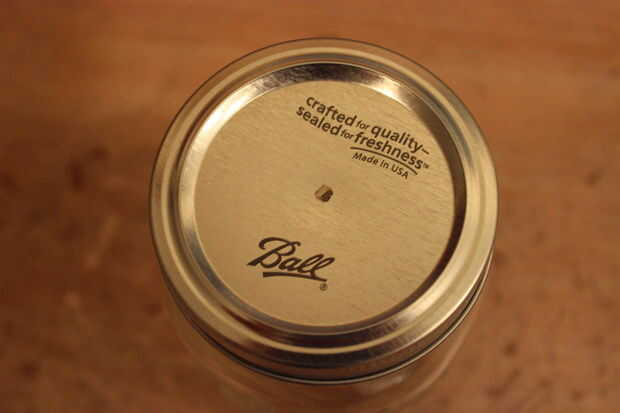 crafted for quality–
sealed for freshness™
Made in USA
Ball®